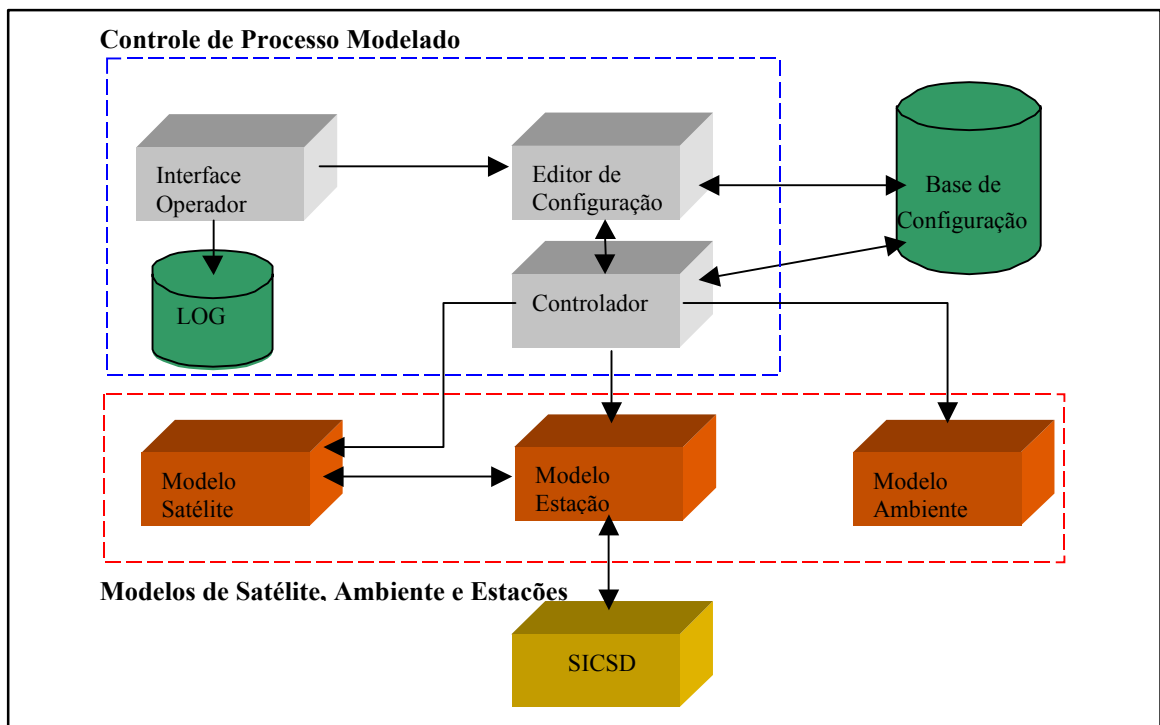 Controle de Processo Modelado
Interface
Operador
Editor de
Configuração
Base de
Configuração
LOG
Controlador
Modelo
Satélite
Modelo
Estação
Modelo
Ambiente
Modelos de Satélite, Ambiente e Estações
SICSD